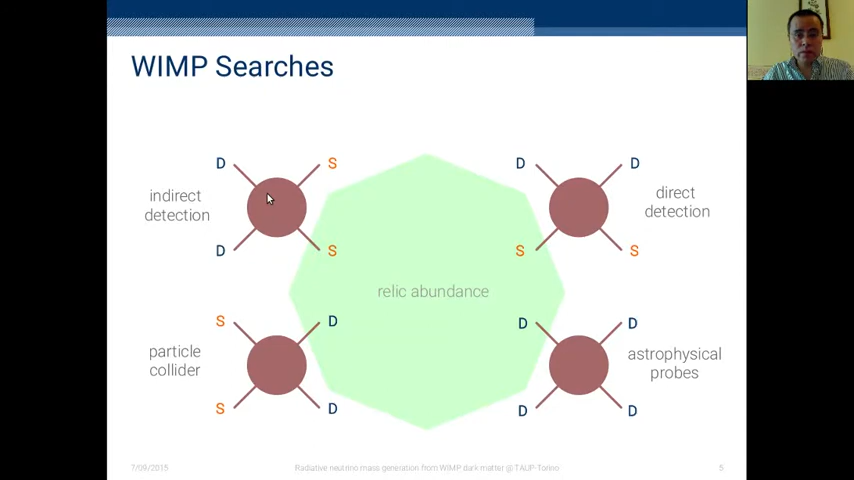 WIMP Searches
D S D D
indirect
detection
direct
detection
D S S S
relic abundance
S D D D
particle
collider
astrophysical
probes
S D D D
7/09/2015 Radiative neutrino mass generation from WIMP dark matter @ TAUP-Torino 5